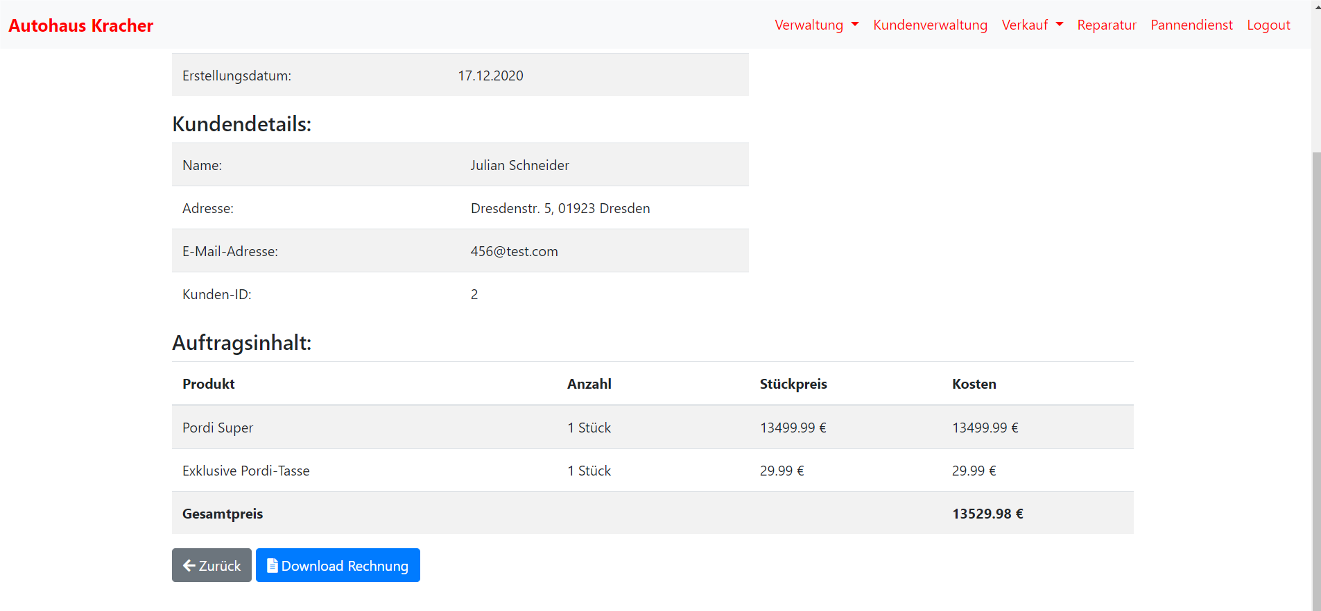 Autohaus Kracher Verwaltung Kundenverwaltung Verkauf Reparatur Pannendienst Logout
Erstellungsdatum: 17.12.2020
Kundendetails:
Name: Julian Schneider
Adresse: Dresdenstr. 5, 01923 Dresden
E-Mail-Adresse: 456@test.com
Kunden-ID: 2
Auftragsinhalt:
Produkt Anzahl Stückpreis Kosten
Pordi Super 1 Stück 13499.99 € 13499.99 €
Exklusive Pordi-Tasse 1 Stück 29.99 € 29.99 €
Gesamtpreis 13529.98 €
Zurück Download Rechnung